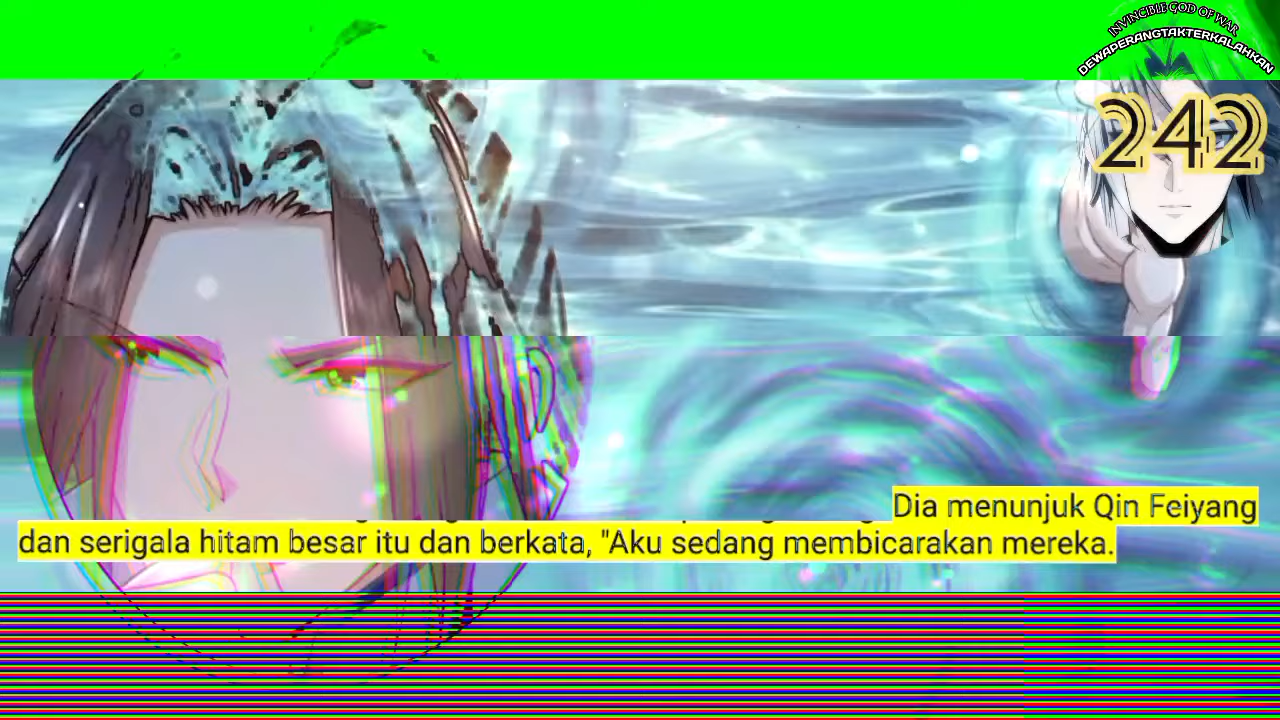 INVINCIBLE GOD OF WAR
DEWAPERANGTAKTERKALAHKAN
242
Dia menunjuk Qin Feiyang
dan serigala hitam besar itu dan berkata, "Aku sedang membicarakan mereka.